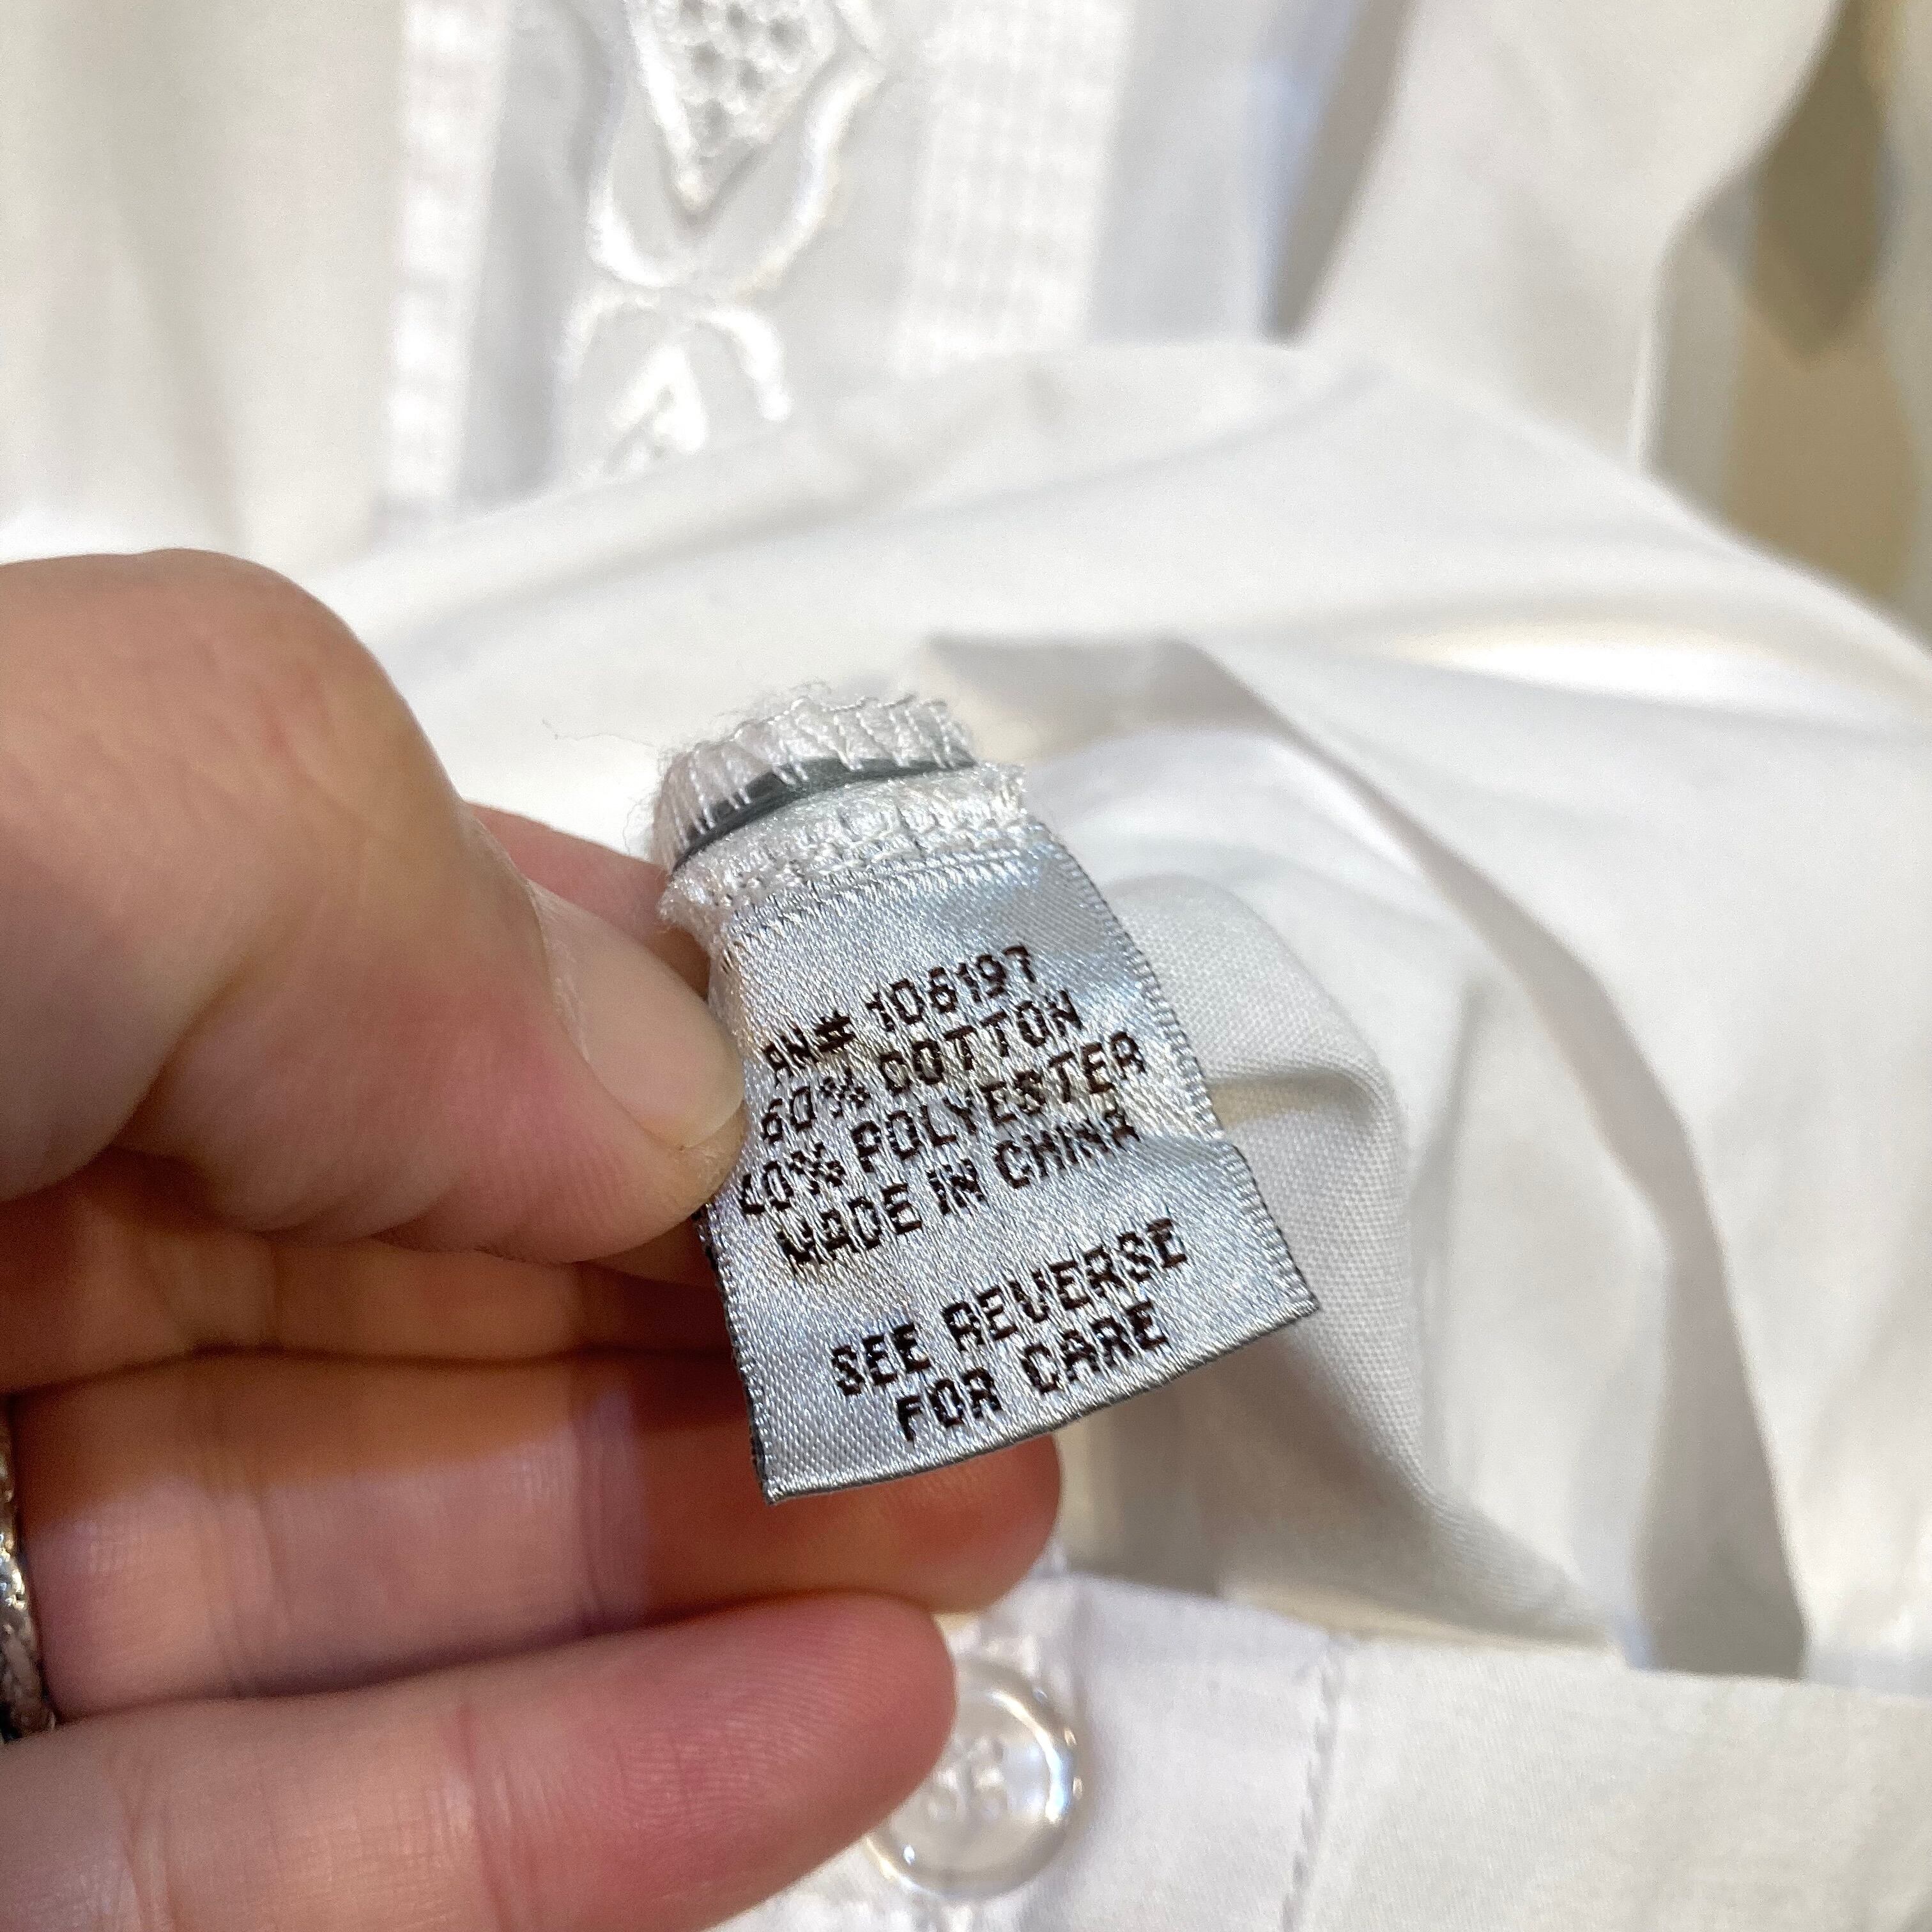 RN# 106197
60% COTTON
40% POLYESTER
MADE IN CHINA
SEE REVERSE
FOR CARE